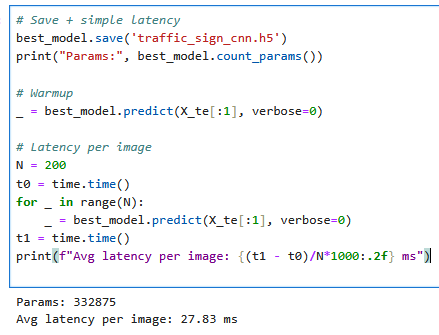 # Save + simple latency
best_model.save('traffic_sign_cnn.h5')
print("Params:", best_model.count_params())

# Warmup
_ = best_model.predict(X_te[:1], verbose=0)

# Latency per image
N = 200
t0 = time.time()
for _ in range(N):
    _ = best_model.predict(X_te[:1], verbose=0)
t1 = time.time()
print(f"Avg latency per image: {(t1 - t0)/N*1000:.2f} ms")
Params: 332875
Avg latency per image: 27.83 ms